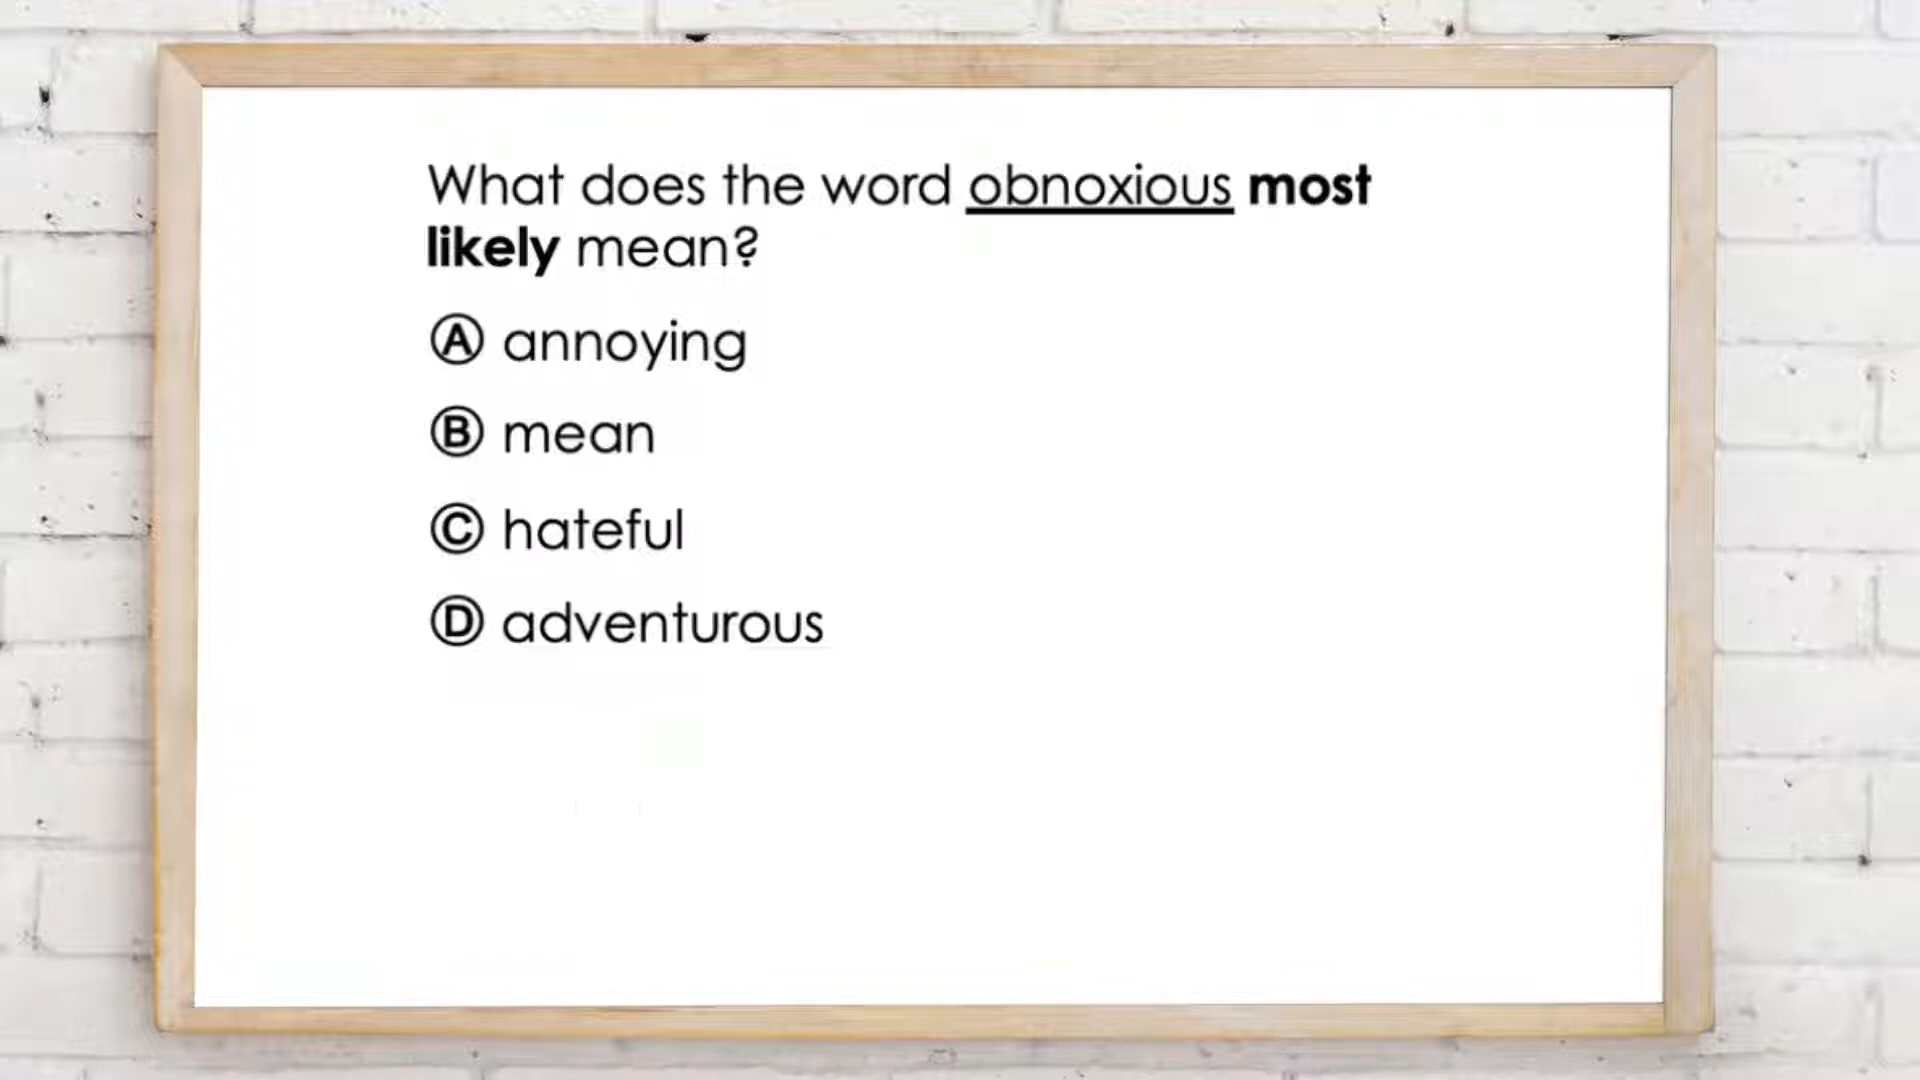 What does the word obnoxious most
likely mean?
Ⓐ annoying
Ⓑ mean
Ⓒ hateful
Ⓓ adventurous